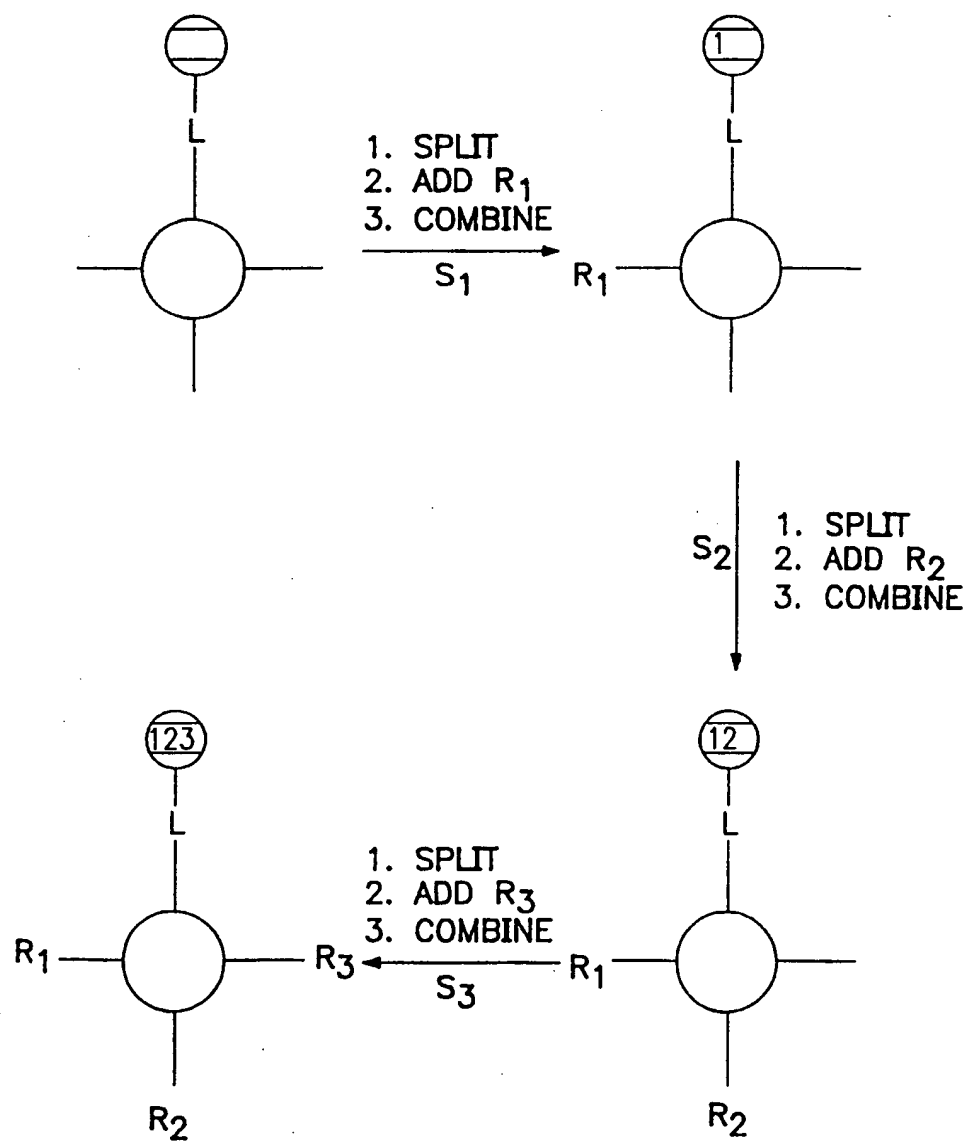 1
L
L
1. SPLIT
2. ADD R₁
3. COMBINE
S₁
R₁
S₂
1. SPLIT
2. ADD R₂
3. COMBINE
123
12
L
L
1. SPLIT
2. ADD R₃
3. COMBINE
R₁
R₃
S₃
R₁
R₂
R₂